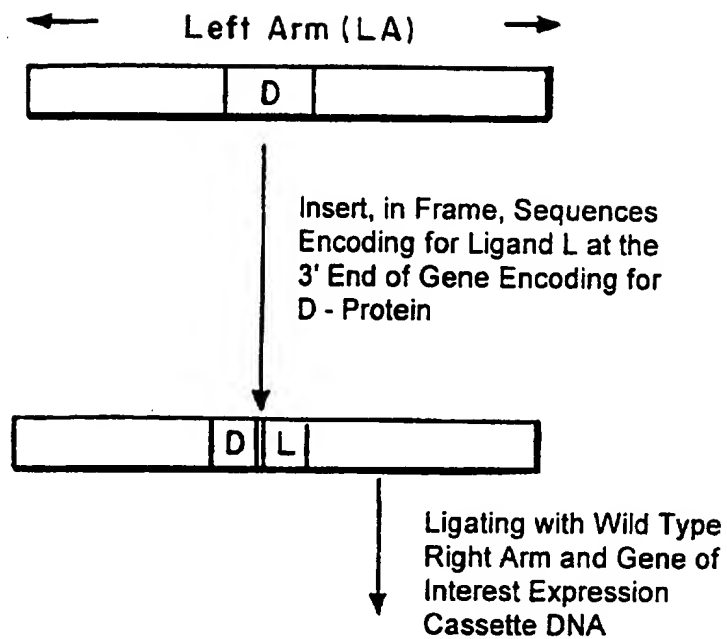 Left Arm (LA)
D
Insert, in Frame, Sequences
Encoding for Ligand L at the
3' End of Gene Encoding for
D - Protein
D L
Ligating with Wild Type
Right Arm and Gene of
Interest Expression
Cassette DNA